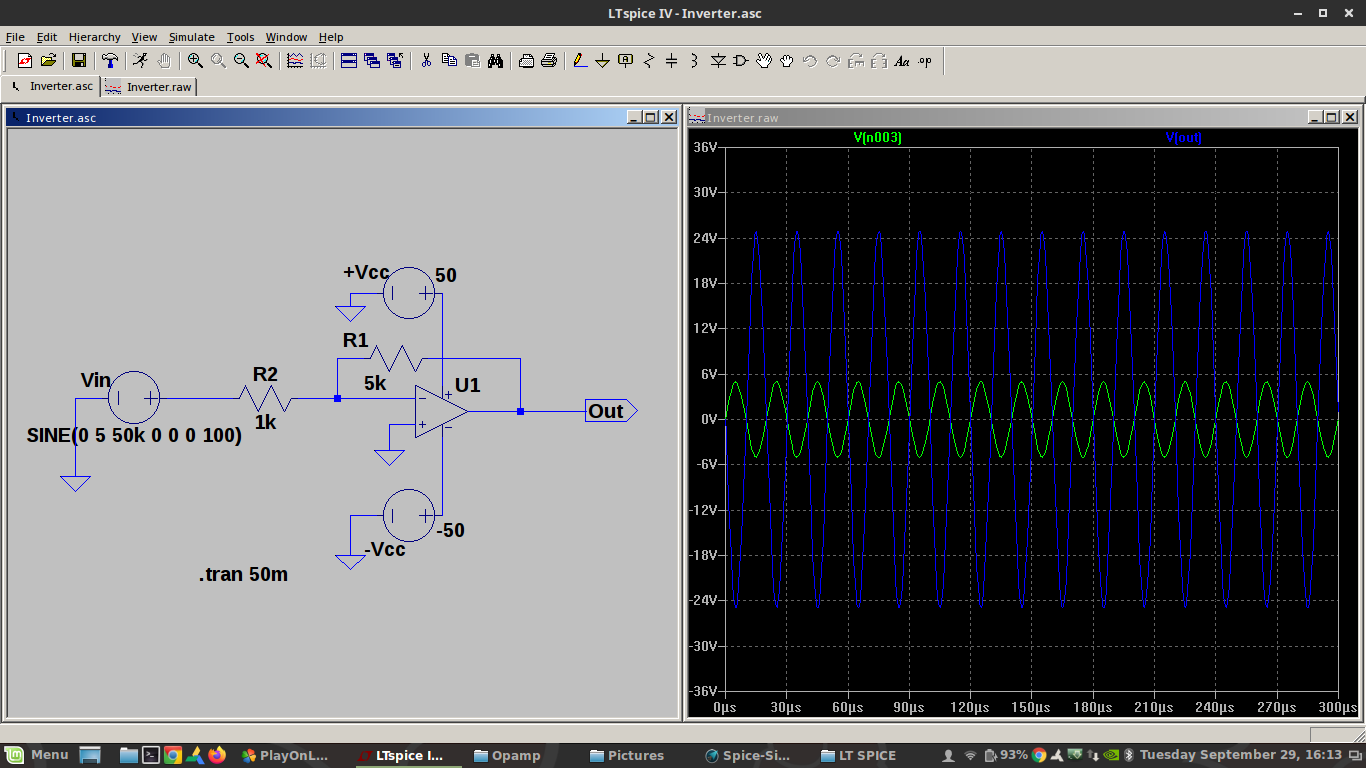 LTspice IV - Inverter.asc
File Edit Hierarchy View Simulate Tools Window Help
Aa .op
Inverter.asc Inverter.raw
Inverter.asc
+Vcc 50
R1
5k
Vin
R2
1k
SINE(0 5 50k 0 0 0 100)
U1
Out
-50
-Vcc
.tran 50m
Inverter.raw
V(n003) V(out)
36V
30V
24V
18V
12V
6V
0V
-6V
-12V
-18V
-24V
-30V
-36V
0µs 30µs 60µs 90µs 120µs 150µs 180µs 210µs 240µs 270µs 300µs
Menu PlayOnL... LTspice I... Opamp Pictures Spice-Si... LT SPICE 93% Tuesday September 29, 16:13